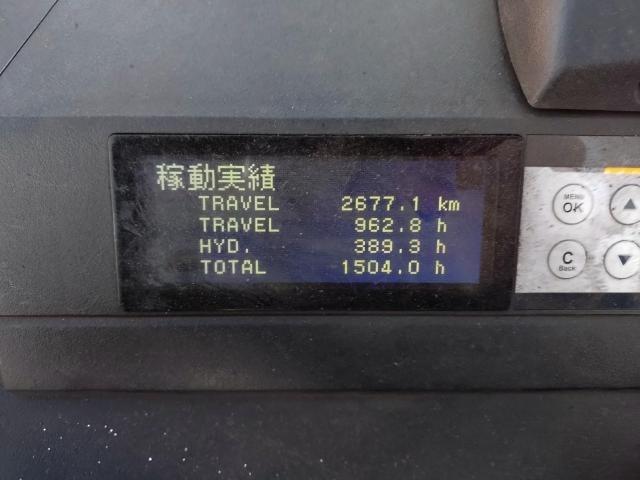 稼動実績
TRAVEL 2677.1 km
TRAVEL 962.8 h
HYD. 389.3 h
TOTAL 1504.0 h
MENU
OK
C
Back